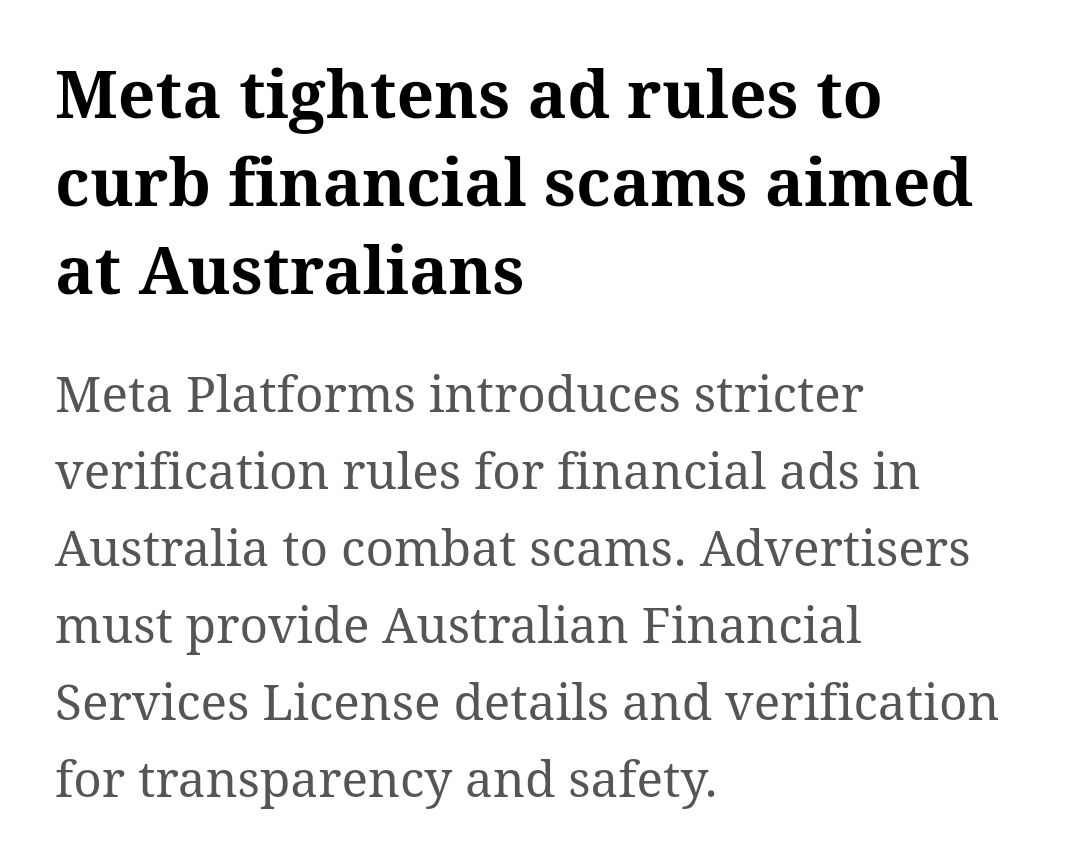 Meta tightens ad rules to
curb financial scams aimed
at Australians
Meta Platforms introduces stricter
verification rules for financial ads in
Australia to combat scams. Advertisers
must provide Australian Financial
Services License details and verification
for transparency and safety.